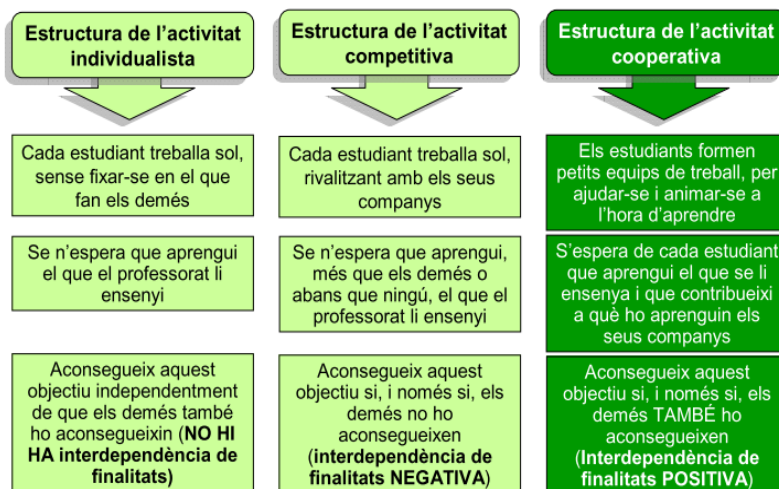 Estructura de l’activitat
individualista
Estructura de l’activitat
competitiva
Estructura de l’activitat
cooperativa
Cada estudiant treballa sol,
sense fixar-se en el que
fan els demés
Cada estudiant treballa sol,
rivalitzant amb els seus
companys
Els estudiants formen
petits equips de treball, per
ajudar-se i animar-se a
l’hora d’aprendre
Se n’espera que aprengui
el que el professorat li
ensenyi
Se n’espera que aprengui,
més que els demés o
abans que ningú, el que el
professorat li ensenyi
S’espera de cada estudiant
que aprengui el que se li
ensenya i que contribueixi
a què ho aprenguin els
seus companys
Aconsegueix aquest
objectiu independentment
de que els demés també
ho aconsegueixin (NO HI
HA interdependència de
finalitats)
Aconsegueix aquest
objectiu si, i només si, els
demés no ho
aconsegueixen
(interdependència de
finalitats NEGATIVA)
Aconsegueix aquest
objectiu si, i només si, els
demés TAMBÉ ho
aconsegueixen
(Interdependència de
finalitats POSITIVA)